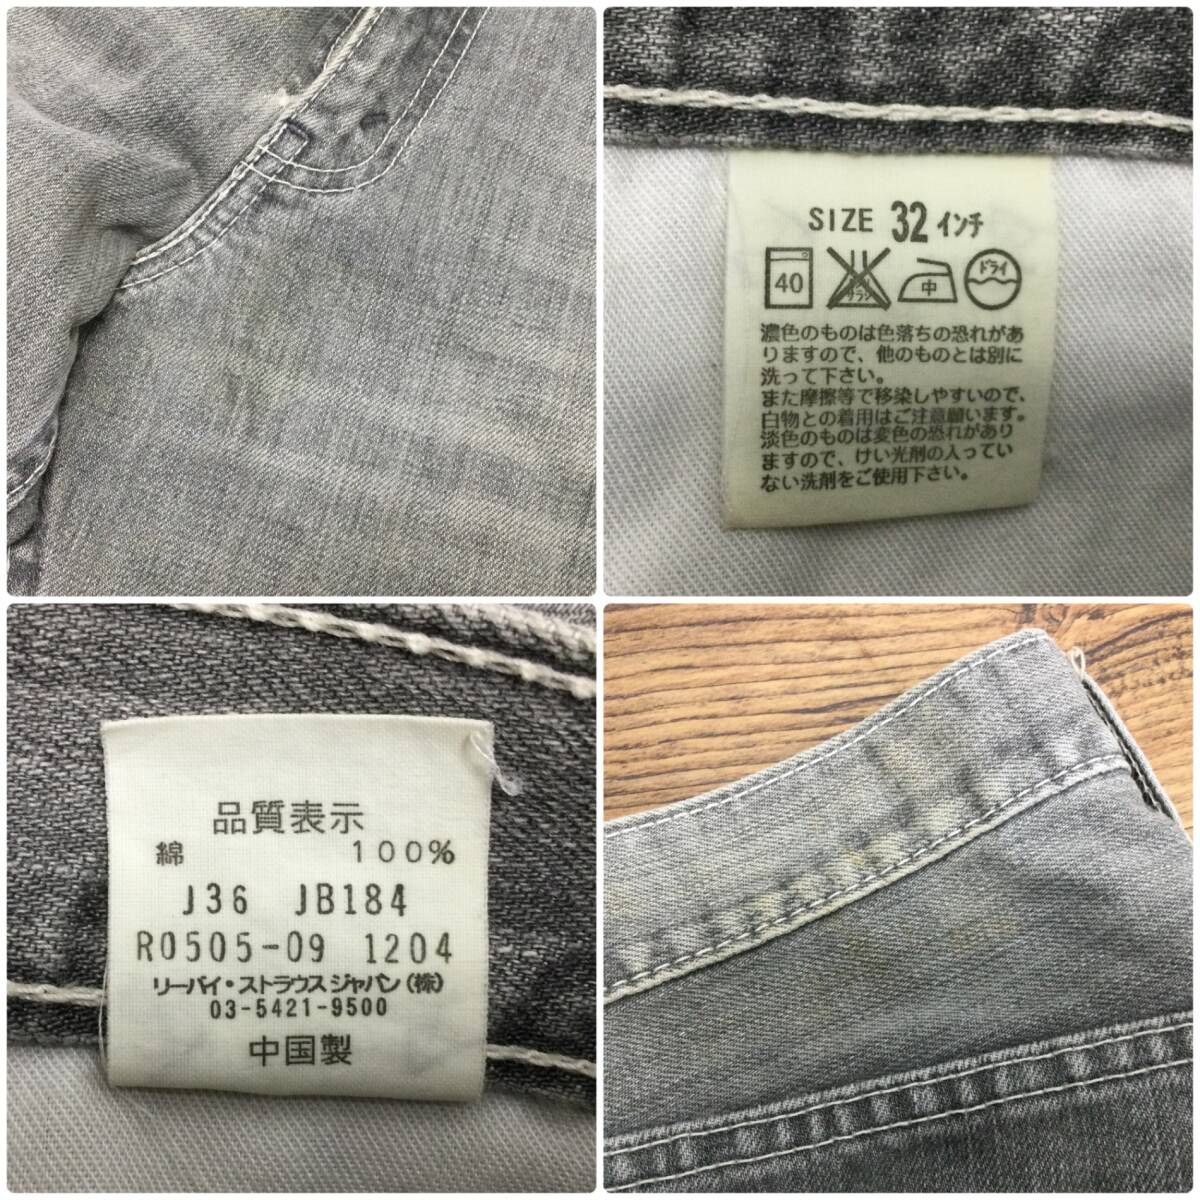 SIZE 32 インチ
40 サラシ 中 ドライ
濃色のものは色落ちの恐れがあ
りますので、他のものとは別に
洗って下さい。
また摩擦等で移染しやすいので、
白物との着用はご注意願います。
淡色のものは変色の恐れがあり
ますので、けい光剤の入ってい
ない洗剤をご使用下さい。
品質表示
綿 100%
J36 JB184
R0505-09 1204
リーバイ・ストラウスジャパン(株)
03-5421-9500
中国製